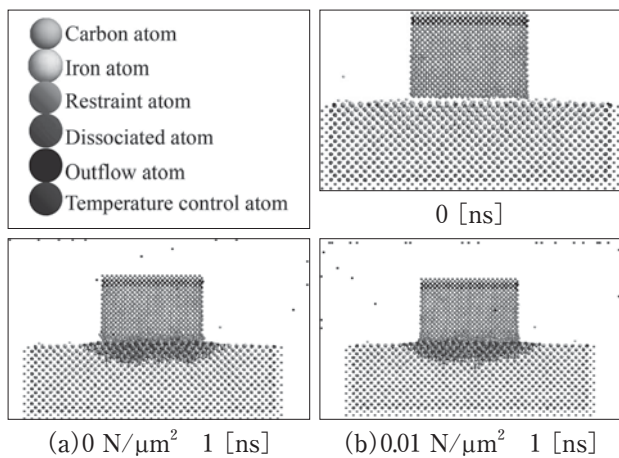 Carbon atom
Iron atom
Restraint atom
Dissociated atom
Outflow atom
Temperature control atom
0 [ns]
(a) 0 N/μm² 1 [ns]
(b) 0.01 N/μm² 1 [ns]